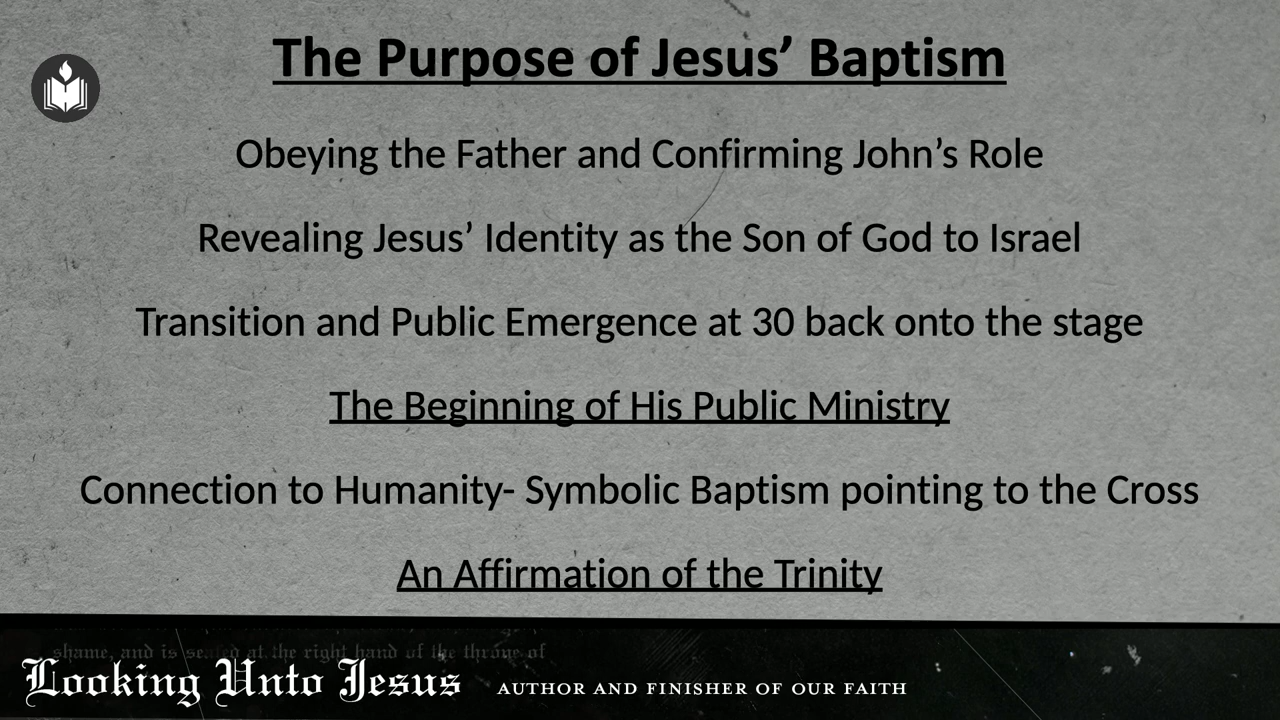 The Purpose of Jesus’ Baptism
Obeying the Father and Confirming John’s Role
Revealing Jesus’ Identity as the Son of God to Israel
Transition and Public Emergence at 30 back onto the stage
The Beginning of His Public Ministry
Connection to Humanity- Symbolic Baptism pointing to the Cross
An Affirmation of the Trinity
shame, and is seated at the right hand of the throne of
Looking Unto Jesus AUTHOR AND FINISHER OF OUR FAITH